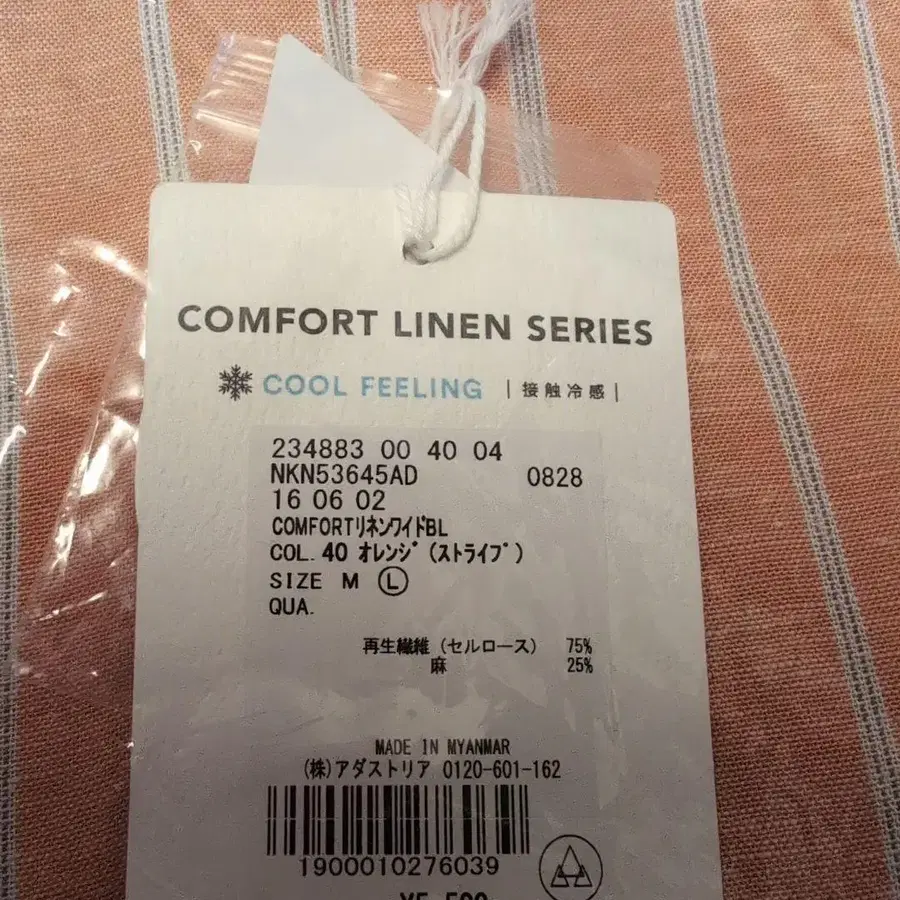 COMFORT LINEN SERIES
COOL FEELING |接触冷感|
234883 00 40 04
NKN53645AD 0828
16 06 02
COMFORTリネンワイドBL
COL. 40 オレンジ(ストライプ)
SIZE M Ⓛ
QUA.
再生繊維(セルロース) 75%
麻 25%
MADE IN MYANMAR
(株)アダストリア 0120-601-162
1900010276039